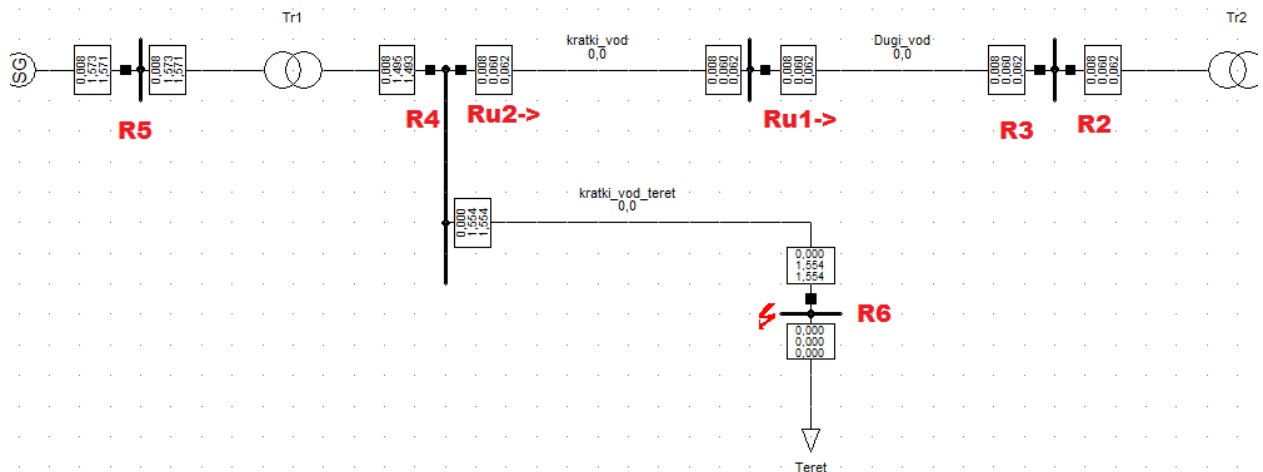 Tr1
Tr2
kratki_vod
0,0
Dugi_vod
0,0
SG
0,008
1,573
1,571
0,008
1,573
1,571
0,008
1,495
1,493
0,008
0,060
0,062
0,008
0,060
0,062
0,008
0,060
0,062
0,008
0,060
0,062
0,008
0,060
0,062
R5
R4
Ru2->
Ru1->
R3
R2
kratki_vod_teret
0,0
0,000
1,554
1,554
0,000
1,554
1,554
R6
0,000
0,000
0,000
Teret